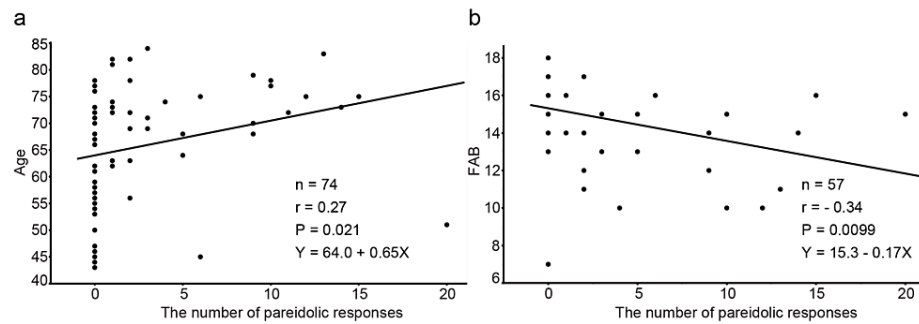 a
85
80
75
70
65
60
55
50
45
40
Age
0
5
10
15
20
The number of pareidolic responses
n = 74
r = 0.27
P = 0.021
Y = 64.0 + 0.65X
b
18
16
14
12
10
8
6
FAB
0
5
10
15
20
The number of pareidolic responses
n = 57
r = - 0.34
P = 0.0099
Y = 15.3 - 0.17X